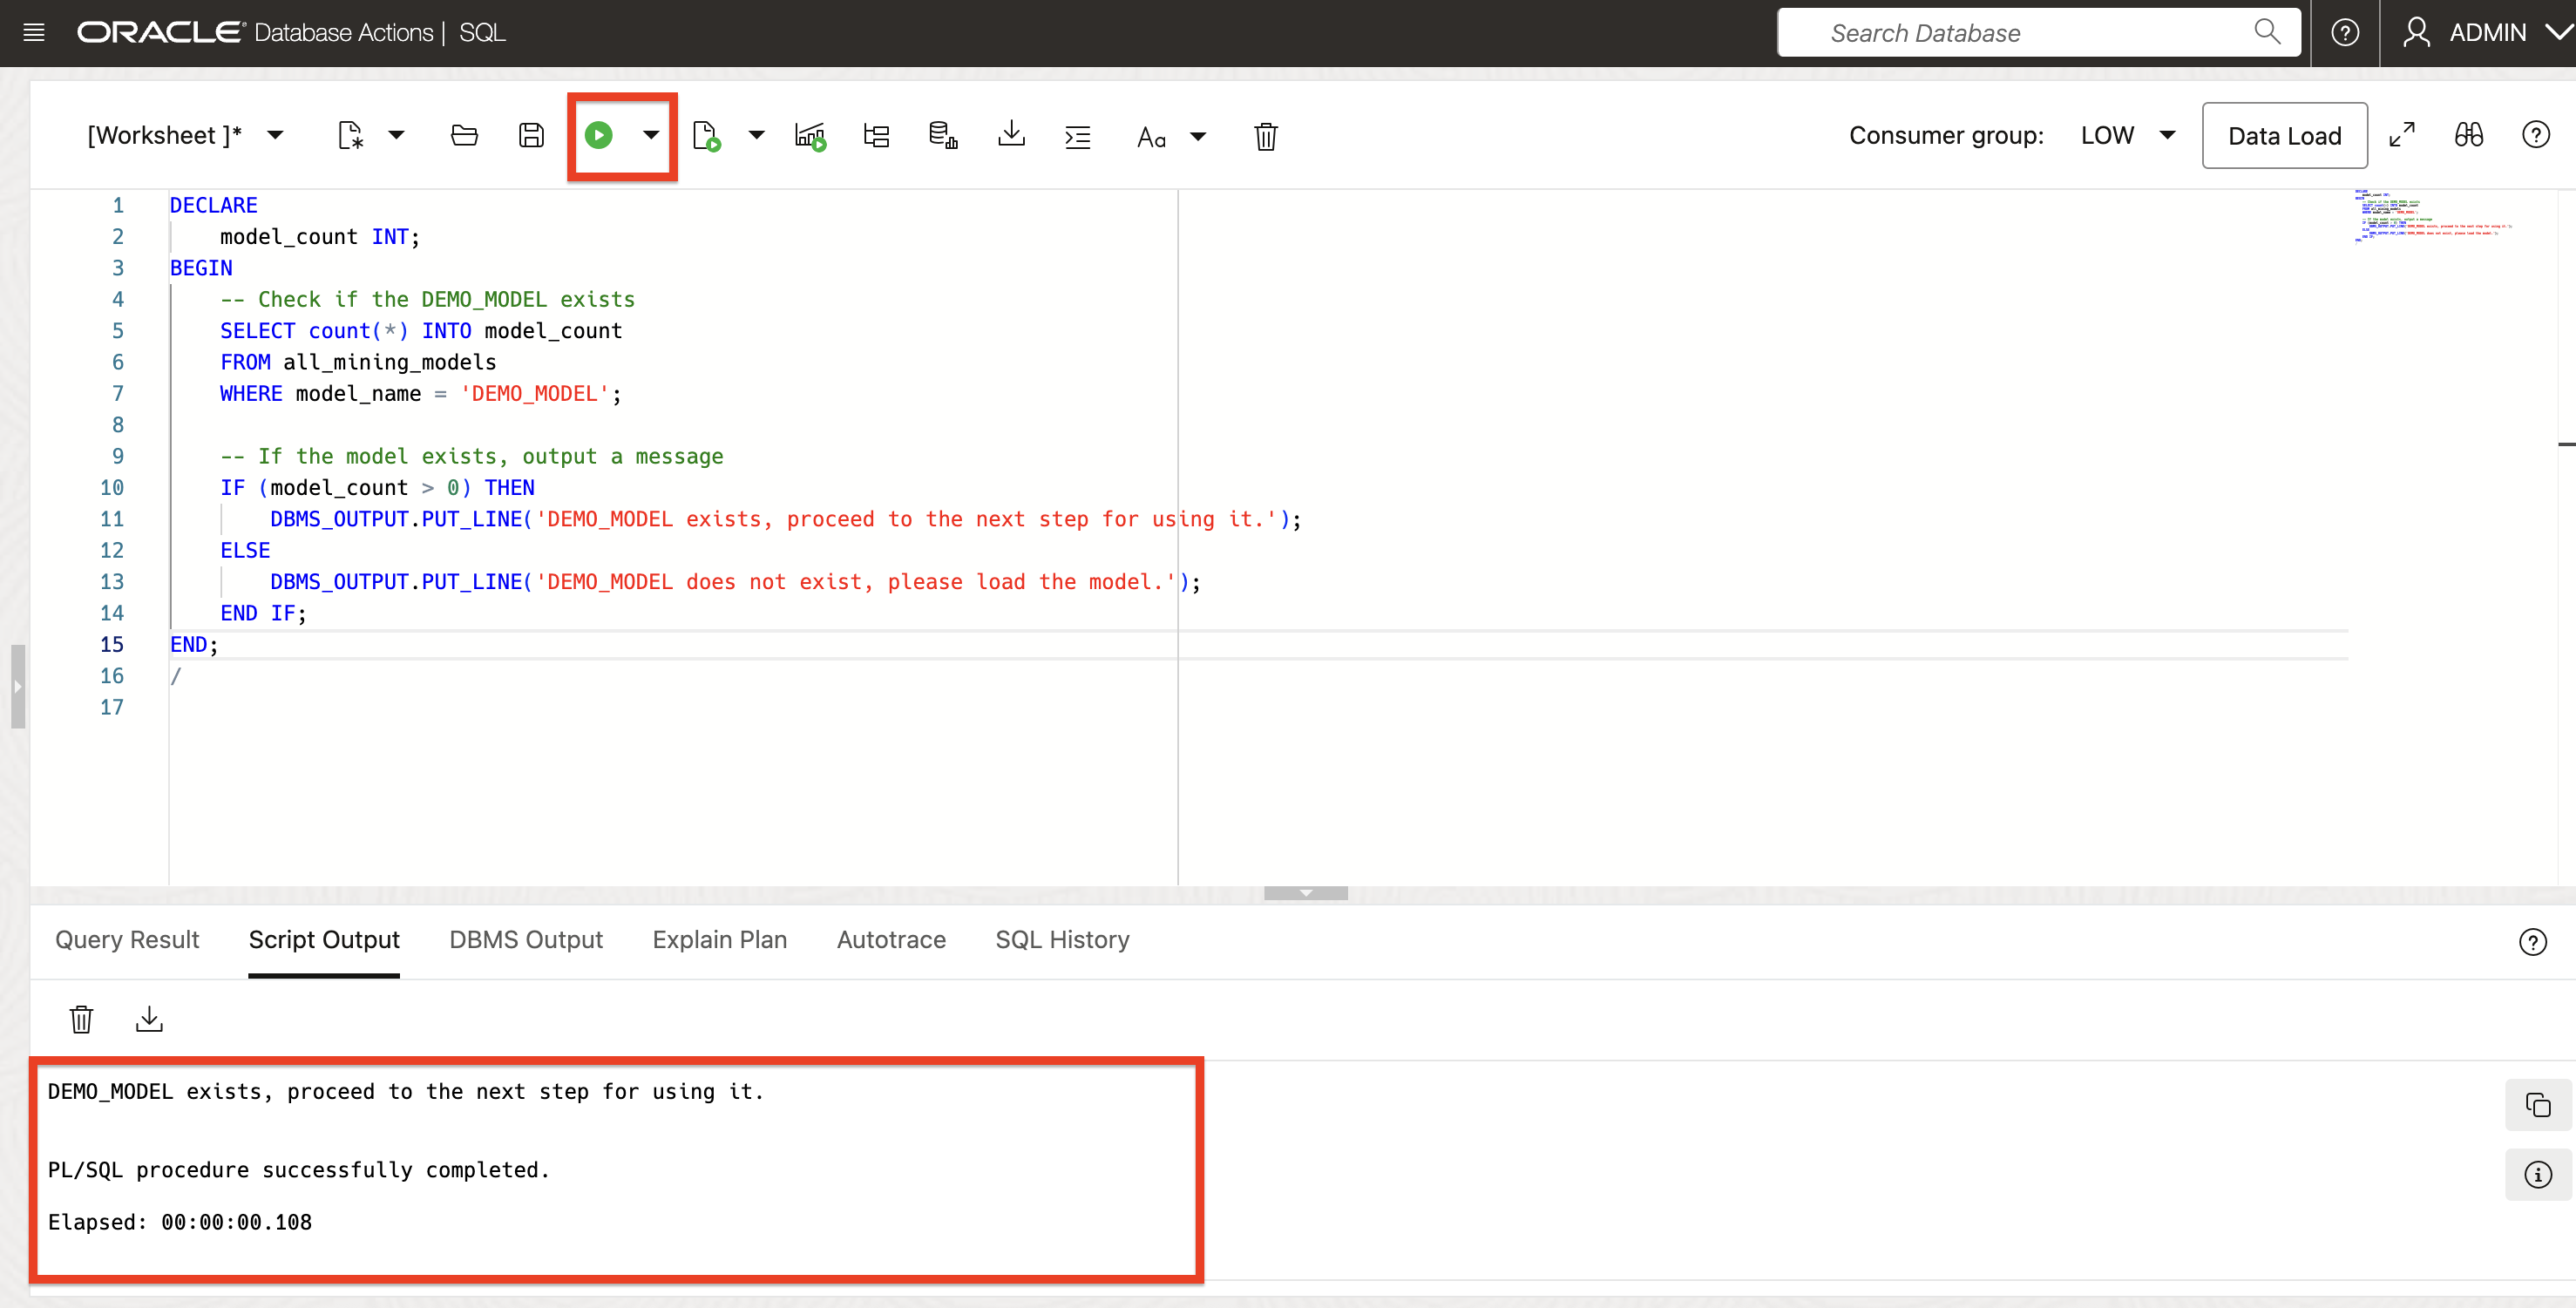 ORACLE Database Actions | SQL
Search Database
ADMIN
[Worksheet ]*
Aa
Consumer group: LOW
Data Load
1 DECLARE
2     model_count INT;
3 BEGIN
4     -- Check if the DEMO_MODEL exists
5     SELECT count(*) INTO model_count
6     FROM all_mining_models
7     WHERE model_name = 'DEMO_MODEL';
8
9     -- If the model exists, output a message
10     IF (model_count > 0) THEN
11         DBMS_OUTPUT.PUT_LINE('DEMO_MODEL exists, proceed to the next step for using it.');
12     ELSE
13         DBMS_OUTPUT.PUT_LINE('DEMO_MODEL does not exist, please load the model.');
14     END IF;
15 END;
16 /
17
Query Result Script Output DBMS Output Explain Plan Autotrace SQL History
DEMO_MODEL exists, proceed to the next step for using it.
PL/SQL procedure successfully completed.
Elapsed: 00:00:00.108